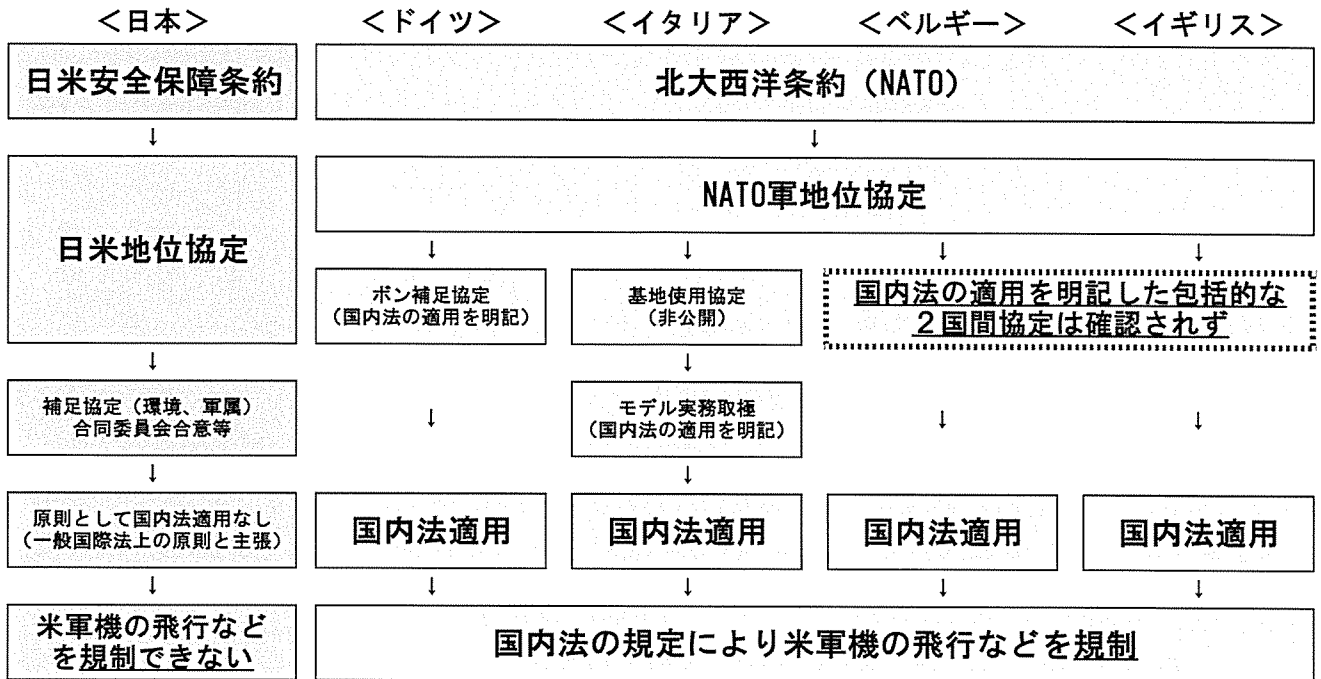 ＜日本＞
＜ドイツ＞
＜イタリア＞
＜ベルギー＞
＜イギリス＞
日米安全保障条約
北大西洋条約（NATO）
↓
↓
日米地位協定
NATO軍地位協定
↓
↓
↓
↓
ボン補足協定
（国内法の適用を明記）
基地使用協定
（非公開）
国内法の適用を明記した包括的な
２国間協定は確認されず
↓
↓
補足協定（環境、軍属）
合同委員会合意等
↓
モデル実務取極
（国内法の適用を明記）
↓
↓
↓
↓
原則として国内法適用なし
（一般国際法上の原則と主張）
国内法適用
国内法適用
国内法適用
国内法適用
↓
↓
↓
↓
↓
米軍機の飛行など
を規制できない
国内法の規定により米軍機の飛行などを規制